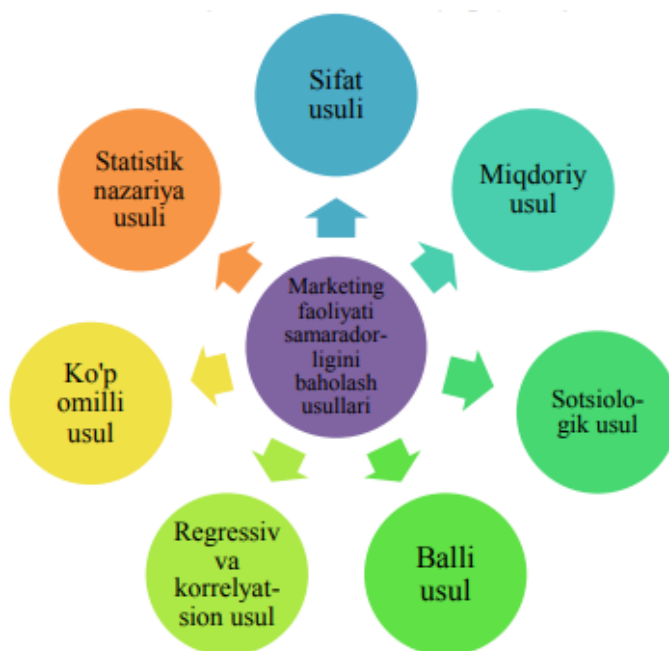 Sifat
usuli
Statistik
nazariya
usuli
Miqdoriy
usul
Marketing
faoliyati
samarador-
ligini
baholash
usullari
Ko'p
omilli
usul
Sotsiolo-
gik usul
Regressiv
va
korrelyat-
sion usul
Balli
usul